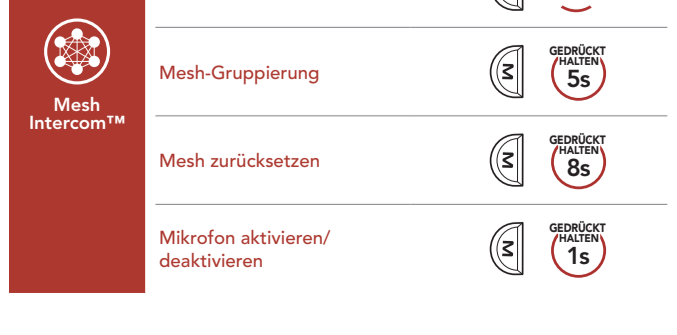 Mesh
Intercom™
Mesh-Gruppierung
M
GEDRÜCKT
HALTEN
5s
Mesh zurücksetzen
M
GEDRÜCKT
HALTEN
8s
Mikrofon aktivieren/
deaktivieren
M
GEDRÜCKT
HALTEN
1s